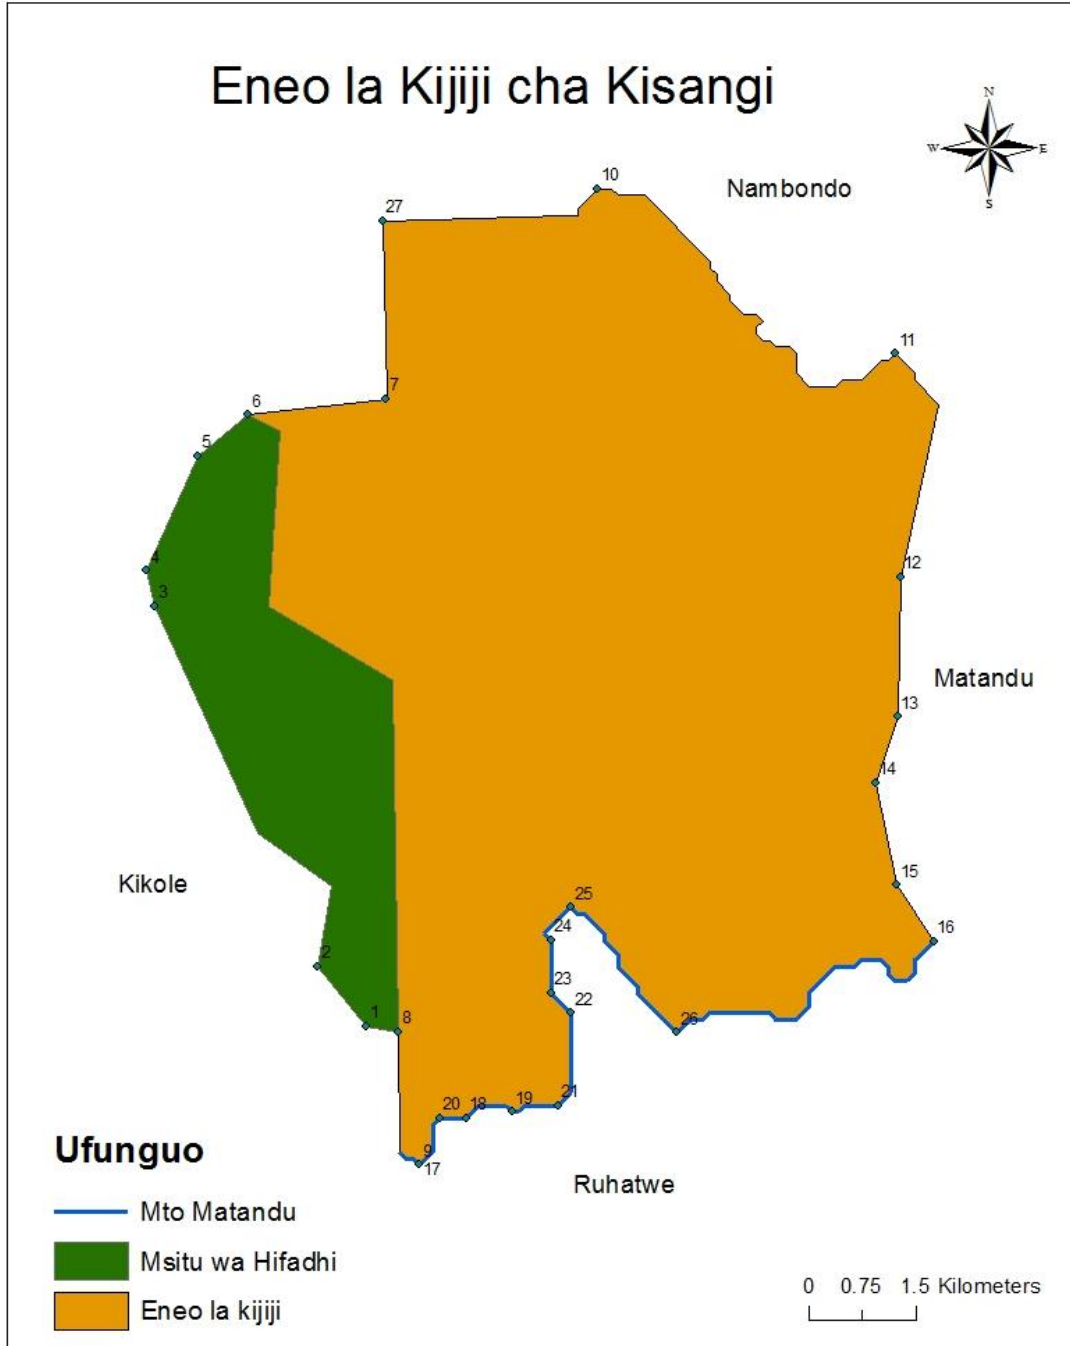 Eneo la Kijiji cha Kisangi
N
W E
S
Nambondo
10
27
11
7
6
5
4
3
12
Matandu
13
14
Kikole
15
25
24
16
2
23
22
1
8
26
20
18
19
21
9
17
Ruhatwe
Ufunguo
Mto Matandu
Msitu wa Hifadhi
Eneo la kijiji
0 0.75 1.5 Kilometers